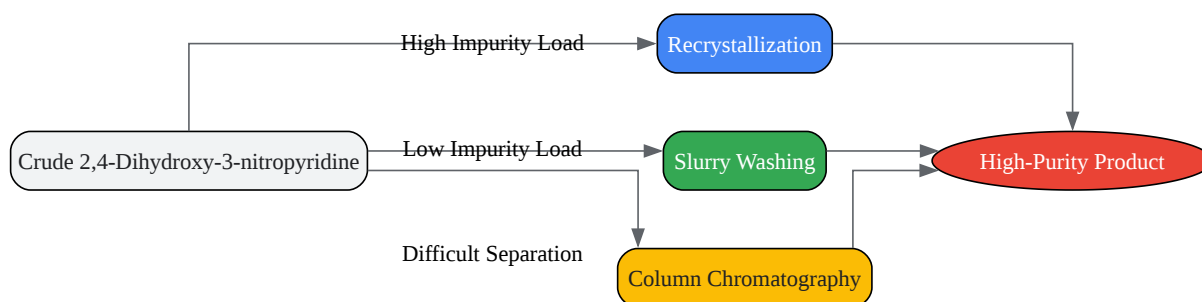 High Impurity Load
Recrystallization
Crude 2,4-Dihydroxy-3-nitropyridine
Low Impurity Load
Slurry Washing
High-Purity Product
Difficult Separation
Column Chromatography